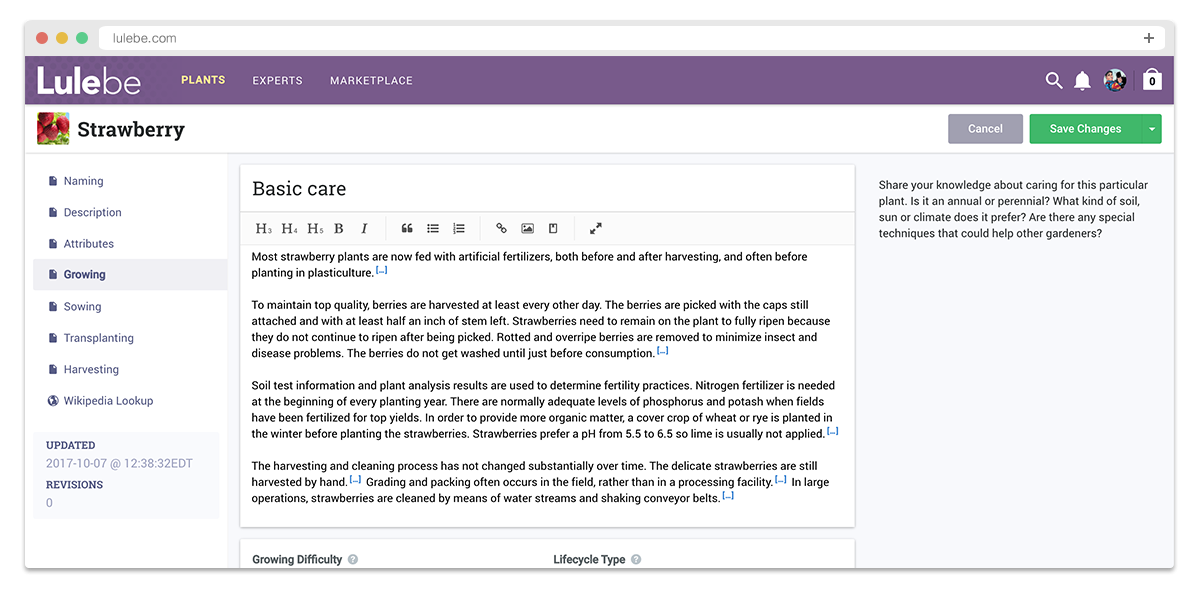 lulebe.com
Lulebe PLANTS EXPERTS MARKETPLACE 0
Strawberry Cancel Save Changes
Naming
Description
Attributes
Growing
Sowing
Transplanting
Harvesting
Wikipedia Lookup
UPDATED
2017-10-07 @ 12:38:32EDT
REVISIONS
0
Basic care
H3 H4 H5 B I
Most strawberry plants are now fed with artificial fertilizers, both before and after harvesting, and often before
planting in plasticulture. [...]
To maintain top quality, berries are harvested at least every other day. The berries are picked with the caps still
attached and with at least half an inch of stem left. Strawberries need to remain on the plant to fully ripen because
they do not continue to ripen after being picked. Rotted and overripe berries are removed to minimize insect and
disease problems. The berries do not get washed until just before consumption. [...]
Soil test information and plant analysis results are used to determine fertility practices. Nitrogen fertilizer is needed
at the beginning of every planting year. There are normally adequate levels of phosphorus and potash when fields
have been fertilized for top yields. In order to provide more organic matter, a cover crop of wheat or rye is planted in
the winter before planting the strawberries. Strawberries prefer a pH from 5.5 to 6.5 so lime is usually not applied. [...]
The harvesting and cleaning process has not changed substantially over time. The delicate strawberries are still
harvested by hand. [...] Grading and packing often occurs in the field, rather than in a processing facility. [...] In large
operations, strawberries are cleaned by means of water streams and shaking conveyor belts. [...]
Growing Difficulty ? Lifecycle Type ?
Share your knowledge about caring for this particular
plant. Is it an annual or perennial? What kind of soil,
sun or climate does it prefer? Are there any special
techniques that could help other gardeners?